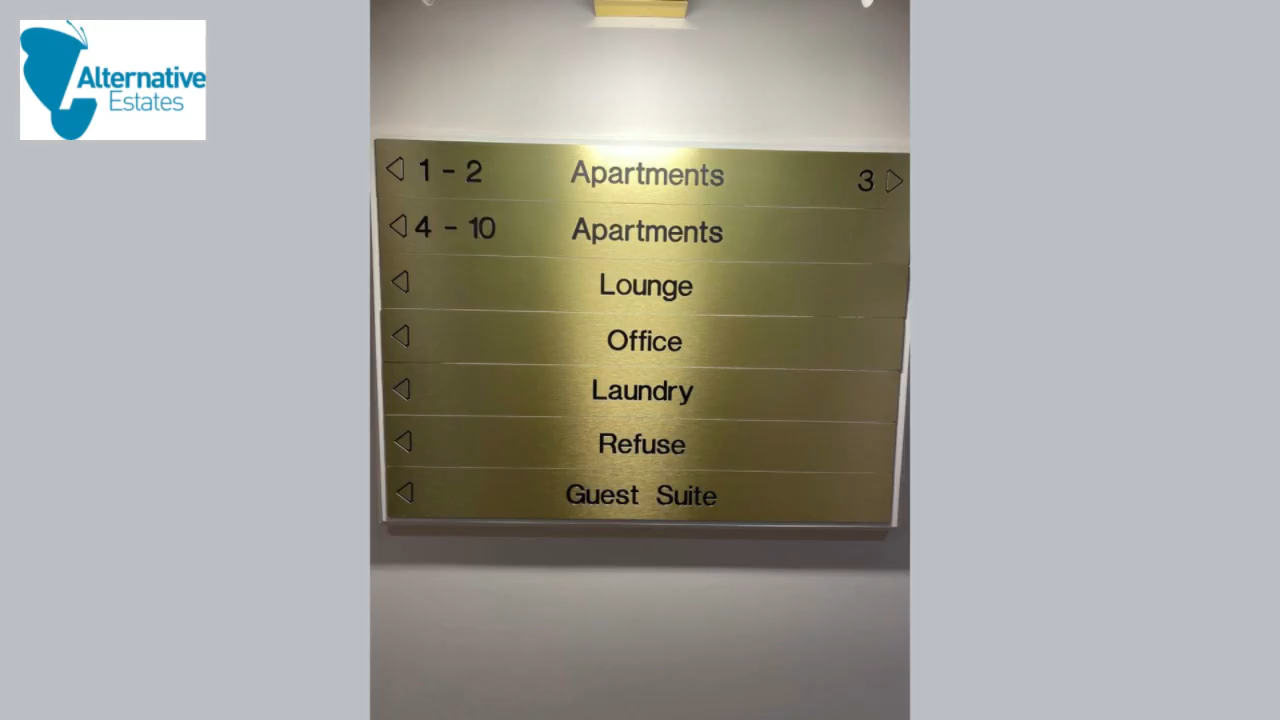 Alternative
Estates
◁ 1 - 2 Apartments 3 ▷
◁ 4 - 10 Apartments
◁ Lounge
◁ Office
◁ Laundry
◁ Refuse
◁ Guest Suite